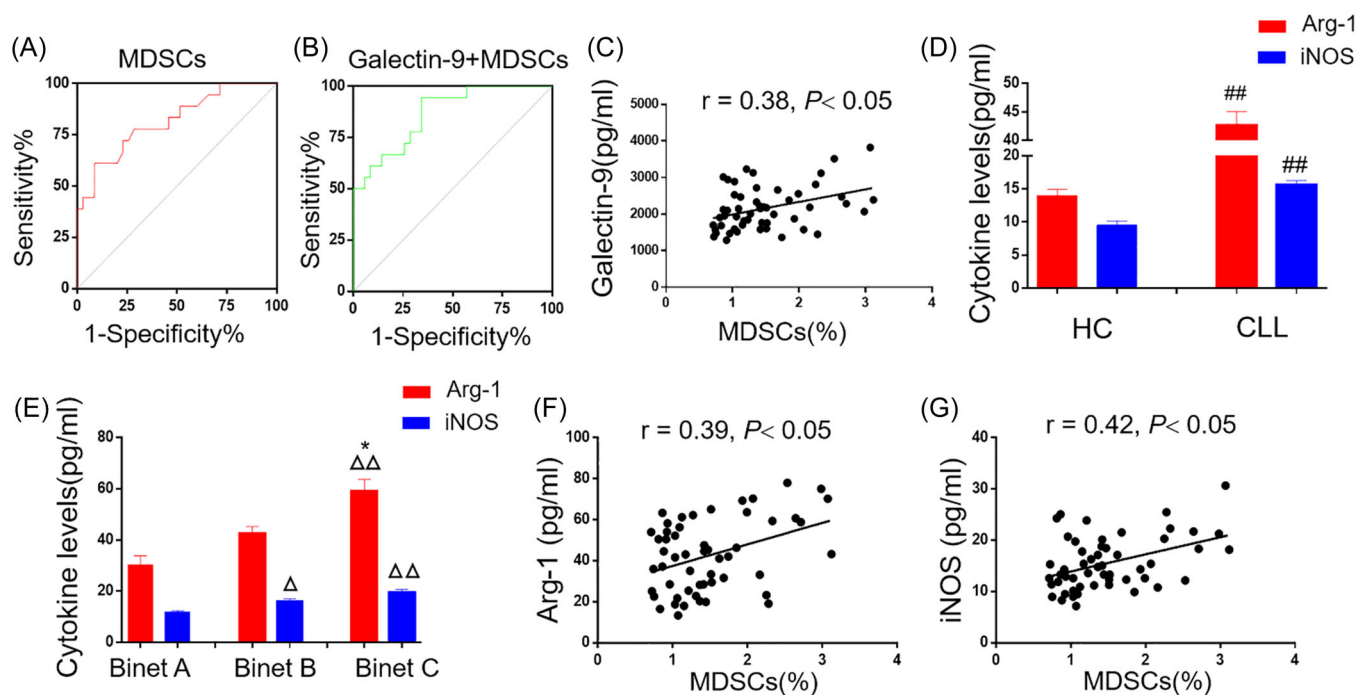 (A)
MDSCs
100
75
50
25
0
0 25 50 75 100
Sensitivity%
1-Specificity%
(B)
Galectin-9+MDSCs
100
75
50
25
0
0 25 50 75 100
Sensitivity%
1-Specificity%
(C)
r = 0.38, P< 0.05
5000
4000
3000
2000
1000
0
0 1 2 3 4
Galectin-9(pg/ml)
MDSCs(%)
(D)
Arg-1
iNOS
50
45
40
20
15
10
5
0
Cytokine levels(pg/ml)
##
##
HC CLL
(E)
Arg-1
iNOS
80
60
40
20
0
Cytokine levels(pg/ml)
*
△△
△
△△
Binet A Binet B Binet C
(F)
r = 0.39, P< 0.05
100
80
60
40
20
0
0 1 2 3 4
Arg-1 (pg/ml)
MDSCs(%)
(G)
r = 0.42, P< 0.05
40
30
20
10
0
0 1 2 3 4
iNOS (pg/ml)
MDSCs(%)